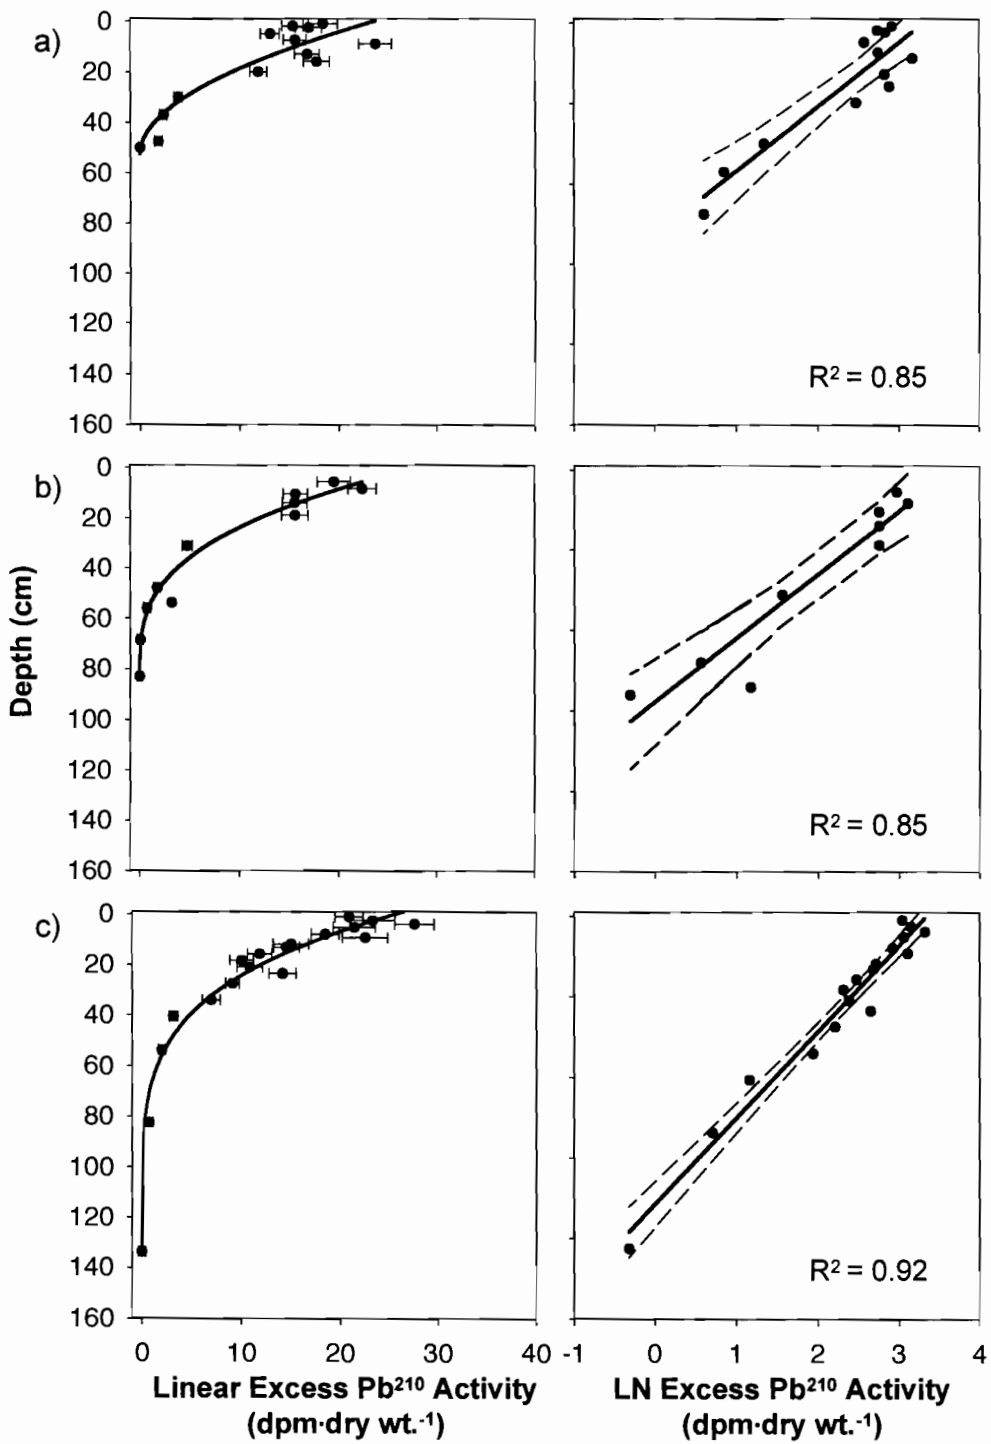 a)
0
20
40
60
80
100
120
140
160
R² = 0.85
b)
0
20
40
60
80
100
120
140
160
R² = 0.85
Depth (cm)
c)
0
20
40
60
80
100
120
140
160
R² = 0.92
0 10 20 30 40
-1 0 1 2 3 4
Linear Excess Pb²¹⁰ Activity
(dpm·dry wt.⁻¹)
LN Excess Pb²¹⁰ Activity
(dpm·dry wt.⁻¹)